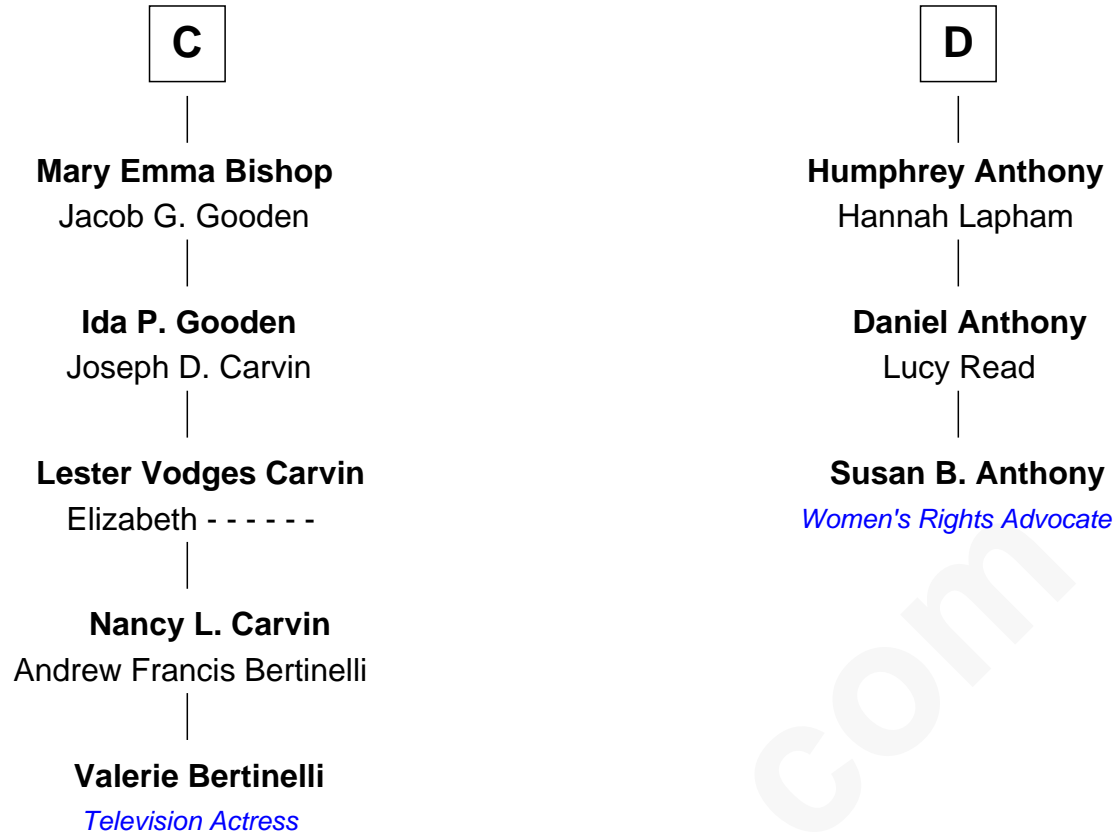 C
Mary Emma Bishop
Jacob G. Gooden
Ida P. Gooden
Joseph D. Carvin
Lester Vodges Carvin
Elizabeth - - - - - -
Nancy L. Carvin
Andrew Francis Bertinelli
Valerie Bertinelli
Television Actress
D
Humphrey Anthony
Hannah Lapham
Daniel Anthony
Lucy Read
Susan B. Anthony
Women's Rights Advocate
com